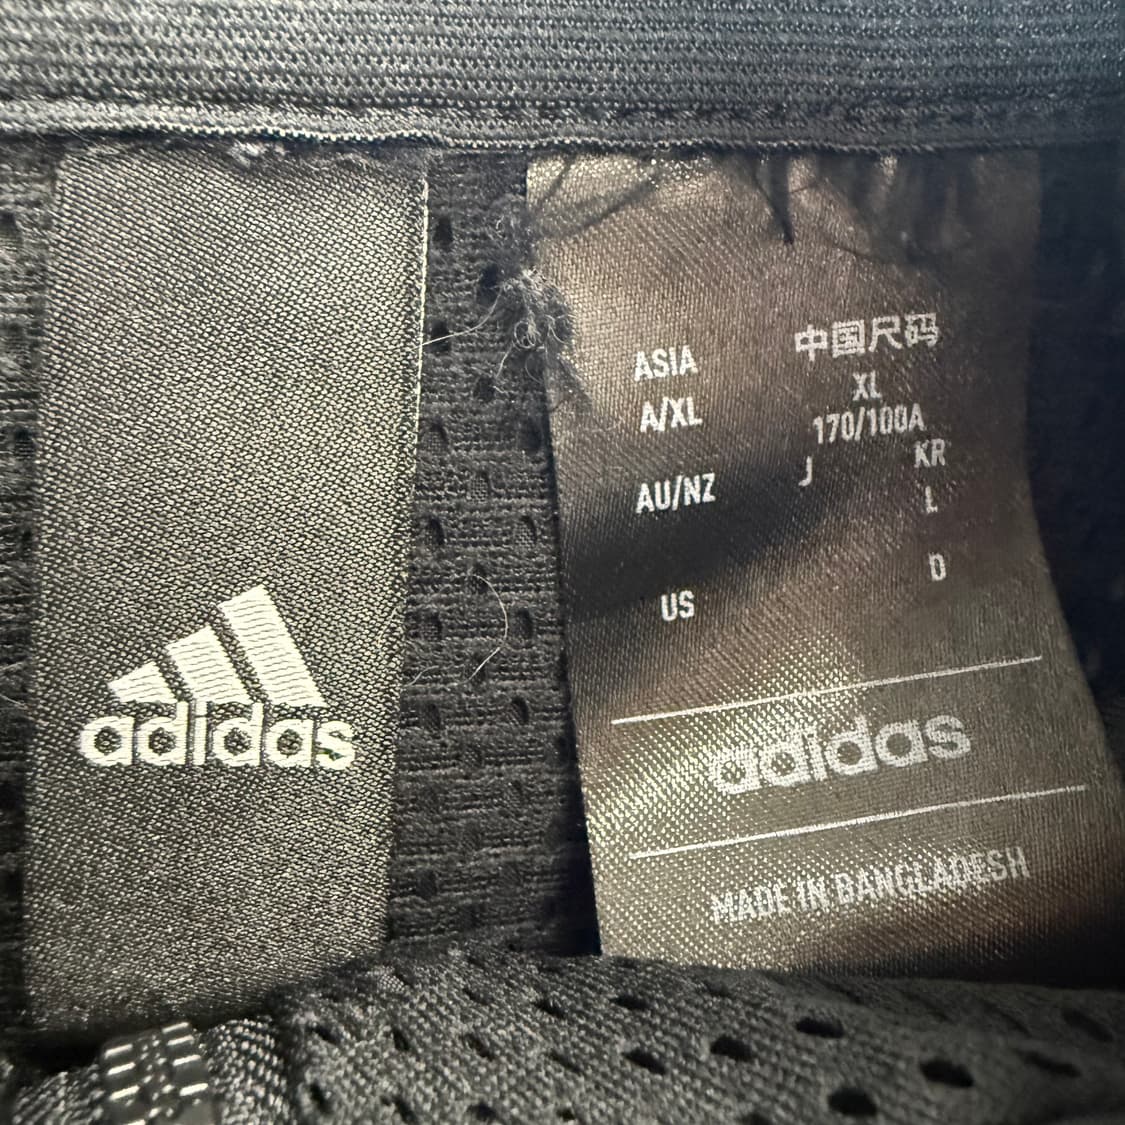 adidas
ASIA 中国尺码
A/XL XL
170/100A
J KR
AU/NZ L
D
US
adidas
MADE IN BANGLADESH